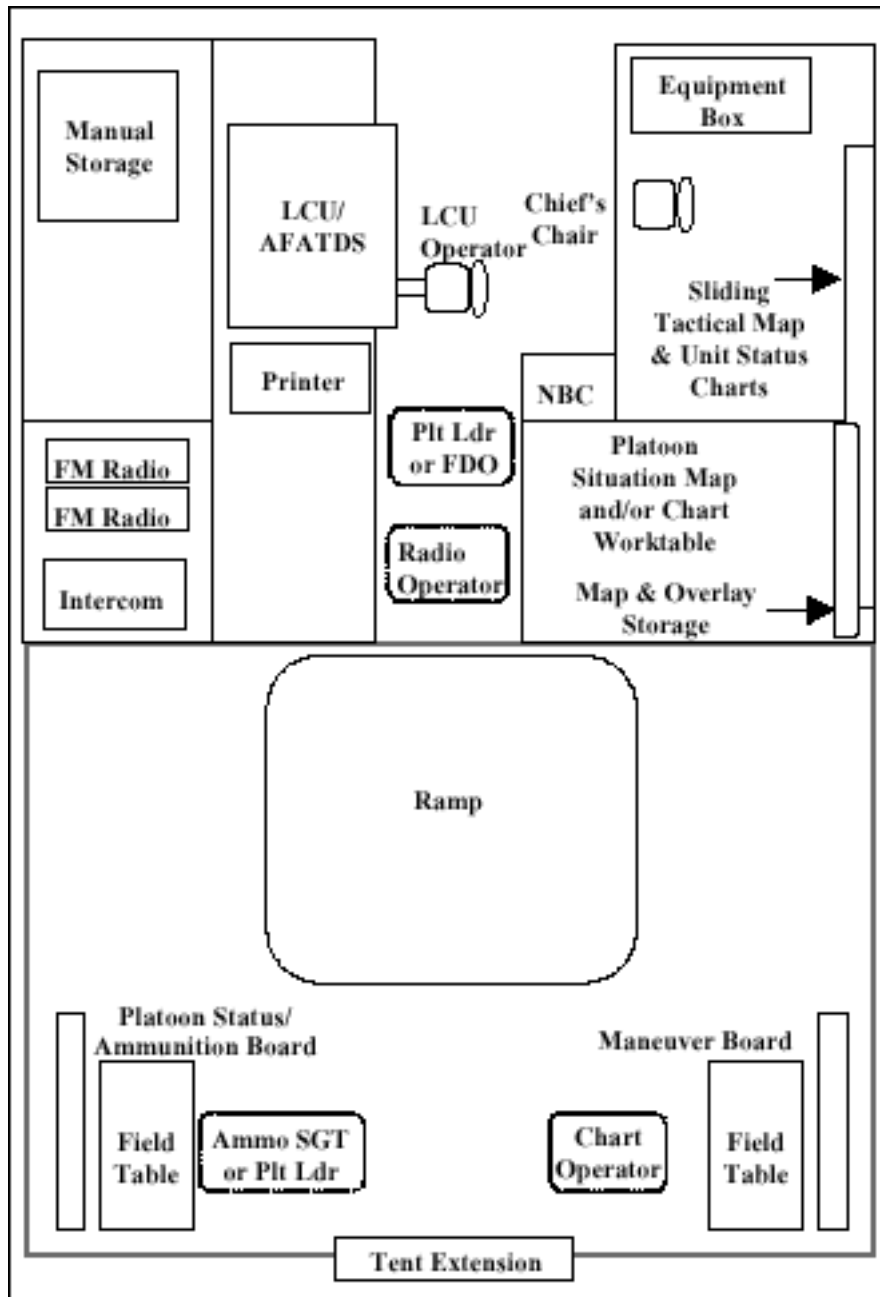 Manual
Storage
LCU/
AFATDS
LCU
Operator
Chief's
Chair
Equipment
Box
Sliding
Tactical Map
& Unit Status
Charts
Printer
NBC
Plt Ldr
or FDO
FM Radio
FM Radio
Intercom
Radio
Operator
Platoon
Situation Map
and/or Chart
Worktable
Map & Overlay
Storage
Ramp
Platoon Status/
Ammunition Board
Maneuver Board
Field
Table
Ammo SGT
or Plt Ldr
Chart
Operator
Field
Table
Tent Extension